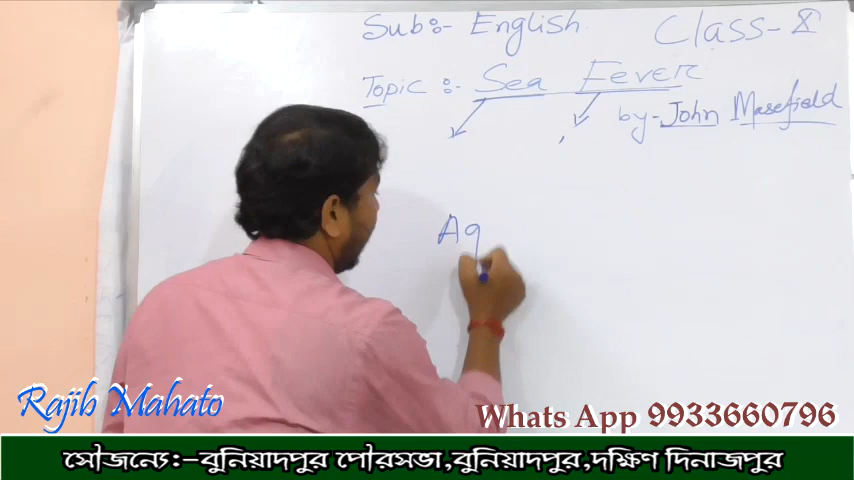 Sub:- English.
Class-X
Topic :- Sea Fever
by- John Masefield
Aq
Rajib Mahato
Whats App 9933660796
সৌজন্যে:-বুনিয়াদপুর পৌরসভা,বুনিয়াদপুর,দক্ষিণ দিনাজপুর